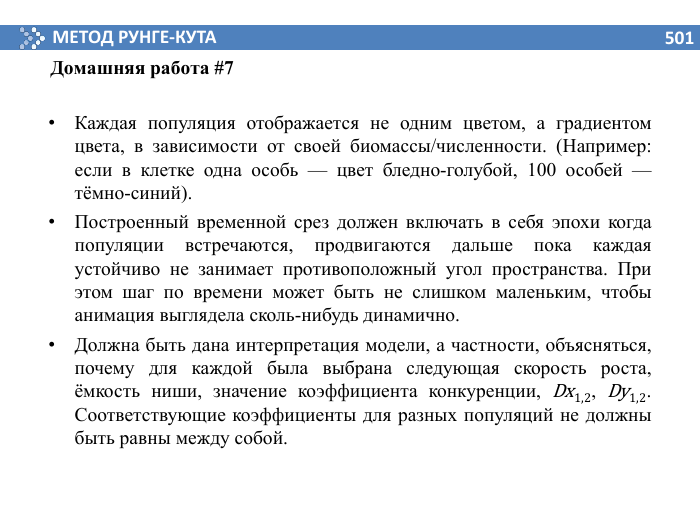 МЕТОД РУНГЕ-КУТА
501
Домашняя работа #7
• Каждая популяция отображается не одним цветом, а градиентом
цвета, в зависимости от своей биомассы/численности. (Например:
если в клетке одна особь — цвет бледно-голубой, 100 особей —
тёмно-синий).
• Построенный временной срез должен включать в себя эпохи когда
популяции встречаются, продвигаются дальше пока каждая
устойчиво не занимает противоположный угол пространства. При
этом шаг по времени может быть не слишком маленьким, чтобы
анимация выглядела сколь-нибудь динамично.
• Должна быть дана интерпретация модели, а частности, объясняться,
почему для каждой была выбрана следующая скорость роста,
ёмкость ниши, значение коэффициента конкуренции, Dx₁,₂, Dy₁,₂.
Соответствующие коэффициенты для разных популяций не должны
быть равны между собой.